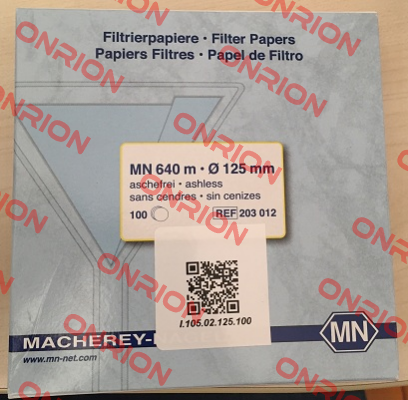 Filtrierpapiere · Filter Papers
Papiers Filtres · Papel de Filtro
MN 640 m · Ø 125 mm
aschefrei · ashless
sans cendres · sin cenizes
100
REF 203 012
I.105.02.125.100
MACHEREY-
MN
www.mn-net.com
ONRION
ONRION
ONRION
ONRION
ONRION
ONRION
ONRION
ONRION